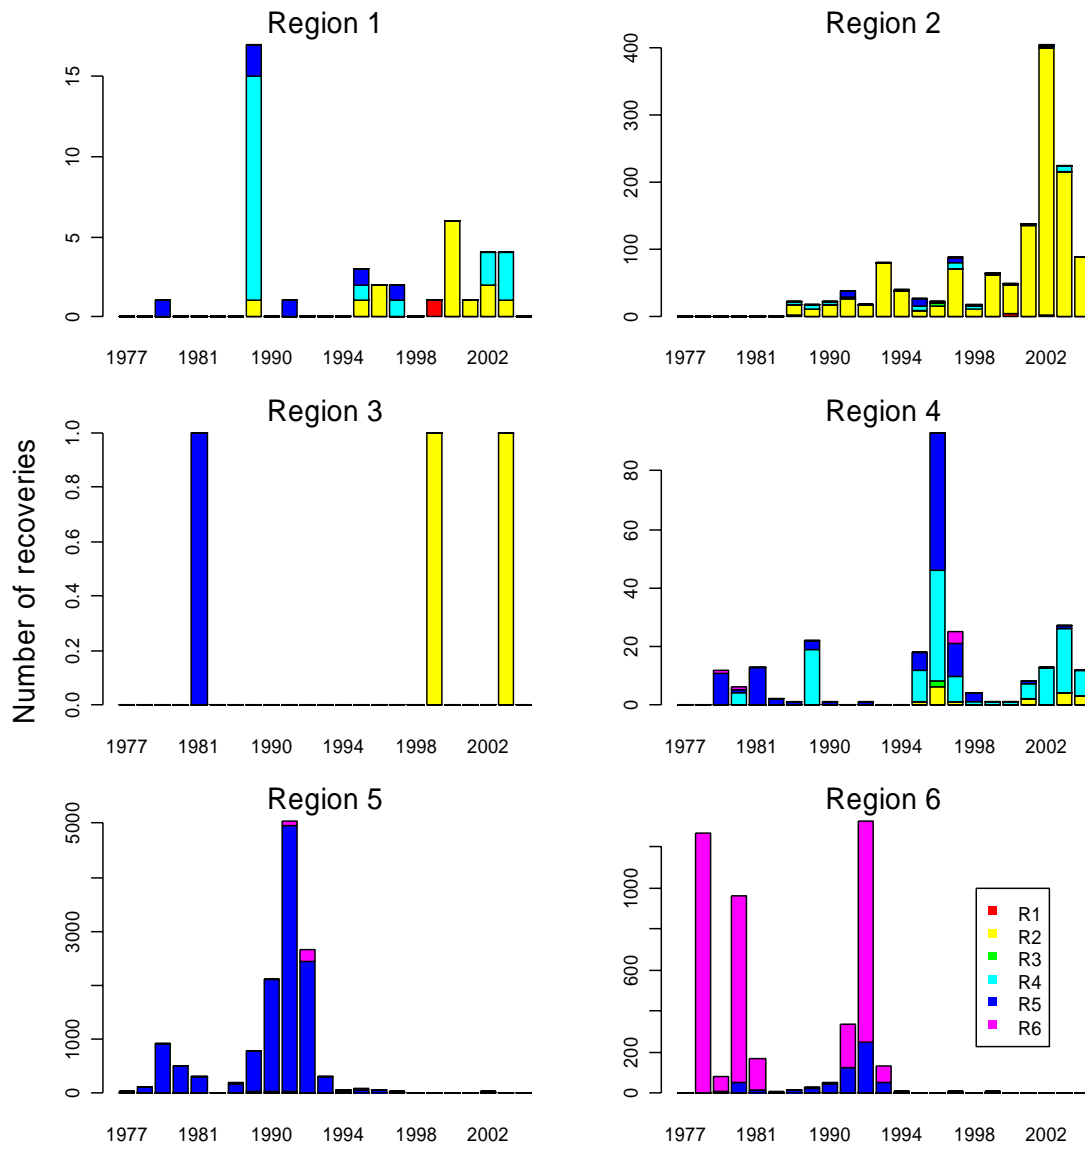 Region 1
15
10
5
0
1977 1981 1990 1994 1998 2002
Region 2
400
300
200
100
0
1977 1981 1990 1994 1998 2002
Number of recoveries
Region 3
1.0
0.8
0.6
0.4
0.2
0.0
1977 1981 1990 1994 1998 2002
Region 4
80
60
40
20
0
1977 1981 1990 1994 1998 2002
Region 5
5000
3000
1000
0
1977 1981 1990 1994 1998 2002
Region 6
1000
600
200
0
1977 1981 1990 1994 1998 2002
R1
R2
R3
R4
R5
R6